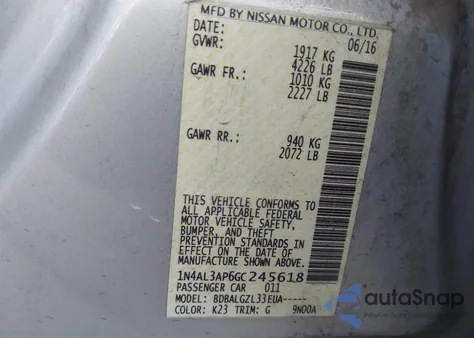 MFD BY NISSAN MOTOR CO., LTD.
DATE: 06/16
GVWR: 1917 KG
4226 LB
GAWR FR.: 1010 KG
2227 LB
GAWR RR.: 940 KG
2072 LB
THIS VEHICLE CONFORMS TO
ALL APPLICABLE FEDERAL
MOTOR VEHICLE SAFETY,
BUMPER, AND THEFT
PREVENTION STANDARDS IN
EFFECT ON THE DATE OF
MANUFACTURE SHOWN ABOVE.
1N4AL3AP6GC245618
PASSENGER CAR 011
MODEL: BDBALGZL33EUA-----
COLOR: K23 TRIM: G 9N00A
autoSnap